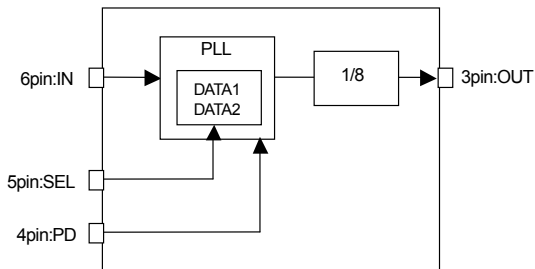 PLL
6pin:IN
DATA1
DATA2
1/8
3pin:OUT
5pin:SEL
4pin:PD